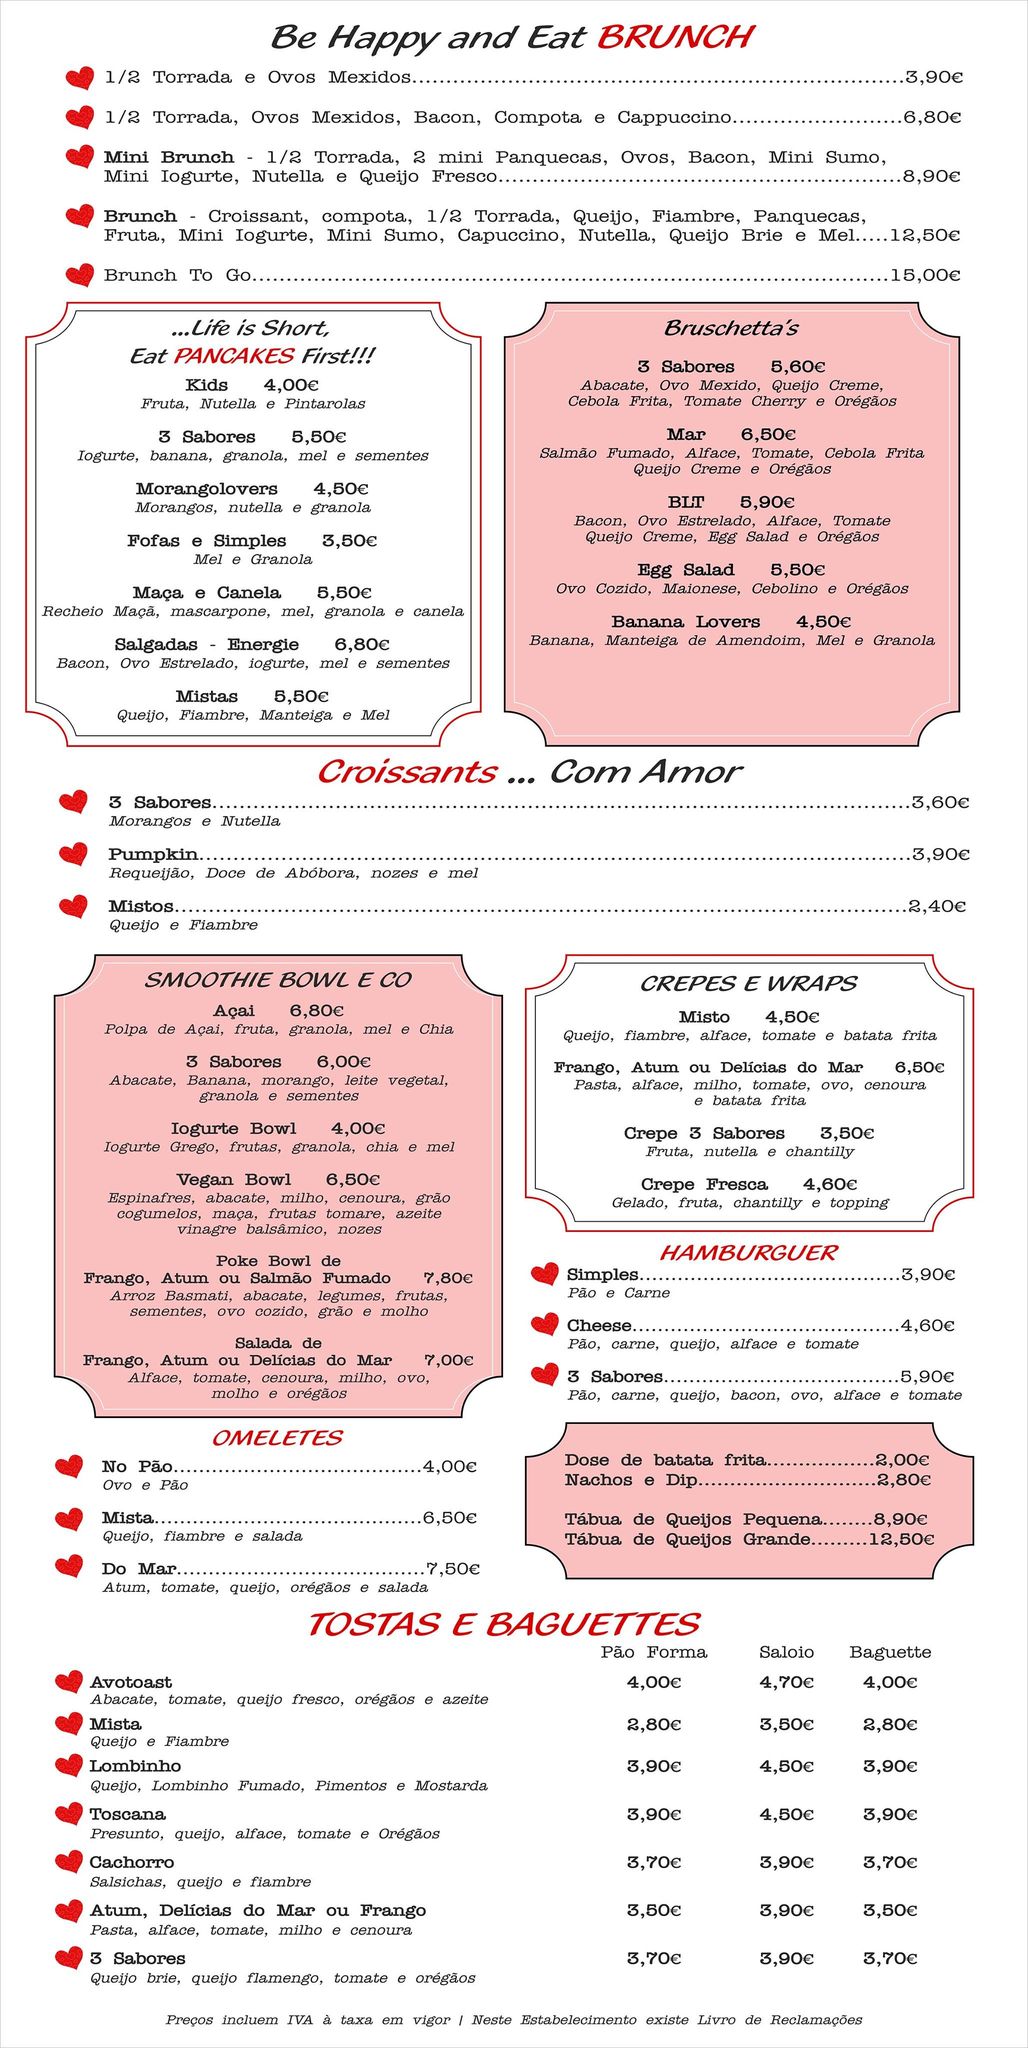 Be Happy and Eat BRUNCH
1/2 Torrada e Ovos Mexidos........................................................................3,90€
1/2 Torrada, Ovos Mexidos, Bacon, Compota e Cappuccino.........................6,80€
Mini Brunch - 1/2 Torrada, 2 mini Panquecas, Ovos, Bacon, Mini Sumo,
Mini Iogurte, Nutella e Queijo Fresco...........................................................8,90€
Brunch - Croissant, compota, 1/2 Torrada, Queijo, Fiambre, Panquecas,
Fruta, Mini Iogurte, Mini Sumo, Capuccino, Nutella, Queijo Brie e Mel.....12,50€
Brunch To Go.............................................................................................15,00€
...Life is Short,
Eat PANCAKES First!!!
Kids 4,00€
Fruta, Nutella e Pintarolas
3 Sabores 5,50€
Iogurte, banana, granola, mel e sementes
Morangolovers 4,50€
Morangos, nutella e granola
Fofas e Simples 3,50€
Mel e Granola
Maça e Canela 5,50€
Recheio Maçã, mascarpone, mel, granola e canela
Salgadas - Energie 6,80€
Bacon, Ovo Estrelado, iogurte, mel e sementes
Mistas 5,50€
Queijo, Fiambre, Manteiga e Mel
Bruschetta's
3 Sabores 5,60€
Abacate, Ovo Mexido, Queijo Creme,
Cebola Frita, Tomate Cherry e Orégãos
Mar 6,50€
Salmão Fumado, Alface, Tomate, Cebola Frita
Queijo Creme e Orégãos
BLT 5,90€
Bacon, Ovo Estrelado, Alface, Tomate
Queijo Creme, Egg Salad e Orégãos
Egg Salad 5,50€
Ovo Cozido, Maionese, Cebolino e Orégãos
Banana Lovers 4,50€
Banana, Manteiga de Amendoim, Mel e Granola
Croissants ... Com Amor
3 Sabores......................................................................................................3,60€
Morangos e Nutella
Pumpkin........................................................................................................3,90€
Requeijão, Doce de Abóbora, nozes e mel
Mistos...........................................................................................................2,40€
Queijo e Fiambre
SMOOTHIE BOWL E CO
Açai 6,80€
Polpa de Açai, fruta, granola, mel e Chia
3 Sabores 6,00€
Abacate, Banana, morango, leite vegetal,
granola e sementes
Iogurte Bowl 4,00€
Iogurte Grego, frutas, granola, chia e mel
Vegan Bowl 6,50€
Espinafres, abacate, milho, cenoura, grão
cogumelos, maça, frutas tomare, azeite
vinagre balsâmico, nozes
Poke Bowl de
Frango, Atum ou Salmão Fumado 7,80€
Arroz Basmati, abacate, legumes, frutas,
sementes, ovo cozido, grão e molho
Salada de
Frango, Atum ou Delícias do Mar 7,00€
Alface, tomate, cenoura, milho, ovo,
molho e orégãos
CREPES E WRAPS
Misto 4,50€
Queijo, fiambre, alface, tomate e batata frita
Frango, Atum ou Delícias do Mar 6,50€
Pasta, alface, milho, tomate, ovo, cenoura
e batata frita
Crepe 3 Sabores 3,50€
Fruta, nutella e chantilly
Crepe Fresca 4,60€
Gelado, fruta, chantilly e topping
HAMBURGUER
Simples.........................................3,90€
Pão e Carne
Cheese..........................................4,60€
Pão, carne, queijo, alface e tomate
3 Sabores.....................................5,90€
Pão, carne, queijo, bacon, ovo, alface e tomate
OMELETES
No Pão.......................................4,00€
Ovo e Pão
Mista..........................................6,50€
Queijo, fiambre e salada
Do Mar.......................................7,50€
Atum, tomate, queijo, orégãos e salada
Dose de batata frita.................2,00€
Nachos e Dip............................2,80€
Tábua de Queijos Pequena........8,90€
Tábua de Queijos Grande.........12,50€
TOSTAS E BAGUETTES
Pão Forma Saloio Baguette
Avotoast 4,00€ 4,70€ 4,00€
Abacate, tomate, queijo fresco, orégãos e azeite
Mista 2,80€ 3,50€ 2,80€
Queijo e Fiambre
Lombinho 3,90€ 4,50€ 3,90€
Queijo, Lombinho Fumado, Pimentos e Mostarda
Toscana 3,90€ 4,50€ 3,90€
Presunto, queijo, alface, tomate e Orégãos
Cachorro 3,70€ 3,90€ 3,70€
Salsichas, queijo e fiambre
Atum, Delícias do Mar ou Frango 3,50€ 3,90€ 3,50€
Pasta, alface, tomate, milho e cenoura
3 Sabores 3,70€ 3,90€ 3,70€
Queijo brie, queijo flamengo, tomate e orégãos
Preços incluem IVA à taxa em vigor | Neste Estabelecimento existe Livro de Reclamações